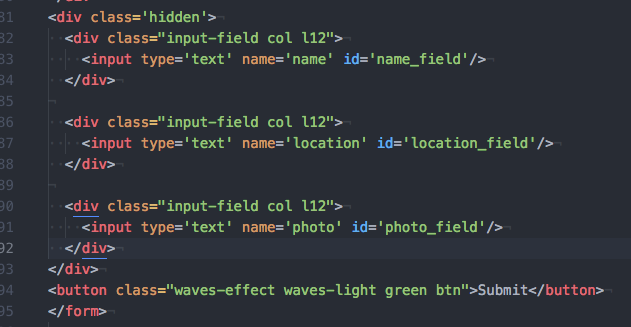 81 <div class='hidden'>
82 <div class="input-field col l12">
83 <input type='text' name='name' id='name_field'/>
84 </div>
85
86 <div class="input-field col l12">
87 <input type='text' name='location' id='location_field'/>
88 </div>
89
90 <div class="input-field col l12">
91 <input type='text' name='photo' id='photo_field'/>
92 </div>
93 </div>
94 <button class="waves-effect waves-light green btn">Submit</button>
95 </form>